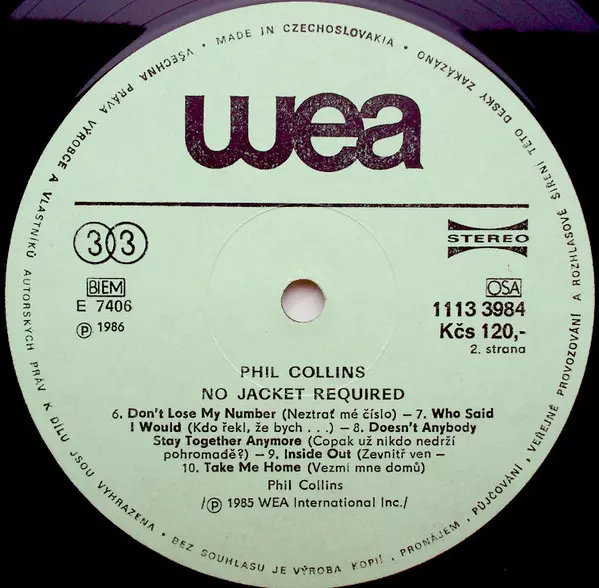 VŠECHNA PRÁVA VÝROBCE A VLASTNÍKŮ AUTORSKÝCH PRÁV K DÍLU JSOU VYHRAZENA • BEZ SOUHLASU JE VÝROBA KOPIÍ, PRONÁJEM, PŮJČOVÁNÍ, VEŘEJNÉ PROVOZOVÁNÍ A ROZHLASOVÉ ŠÍŘENÍ TÉTO DESKY ZAKÁZÁNO • MADE IN CZECHOSLOVAKIA •
wea
33
STEREO
BIEM
OSA
E 7406
1113 3984
Ⓟ 1986
Kčs 120,-
2. strana
PHIL COLLINS
NO JACKET REQUIRED
6. Don't Lose My Number (Neztrať mé číslo) – 7. Who Said
I Would (Kdo řekl, že bych . . .) – 8. Doesn't Anybody
Stay Together Anymore (Copak už nikdo nedrží
pohromadě?) – 9. Inside Out (Zevnitř ven –
10. Take Me Home (Vezmi mne domů)
Phil Collins
/Ⓟ 1985 WEA International Inc./